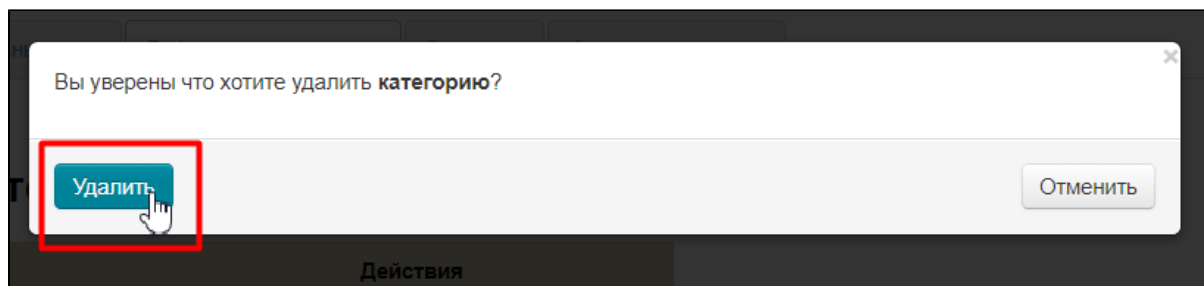 Вы уверены что хотите удалить категорию?
×
Удалить
Отменить
Действия